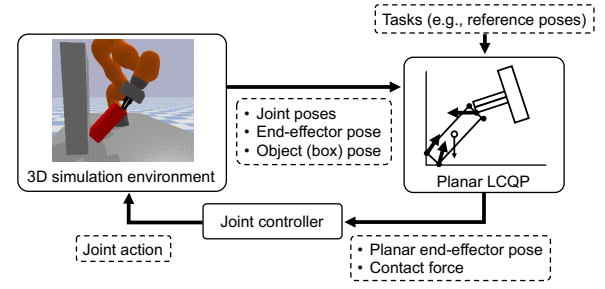 Tasks (e.g., reference poses)
• Joint poses
• End-effector pose
• Object (box) pose
3D simulation environment
Planar LCQP
Joint controller
Joint action
• Planar end-effector pose
• Contact force